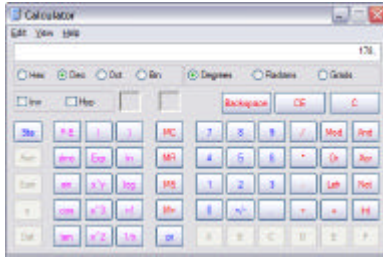 Calculator
Edit View Help
178.
Hex Dec Oct Bin Degrees Radians Grads
Inv Hyp Backspace CE C
Sta F-E ( ) MC 7 8 9 / Mod And
Ave dms Exp ln MR 4 5 6 * Or Xor
Sum sin x^y log MS 1 2 3 - Lsh Not
s cos x^3 n! M+ 0 +/- . + = Int
Dat tan x^2 1/x pi A B C D E F